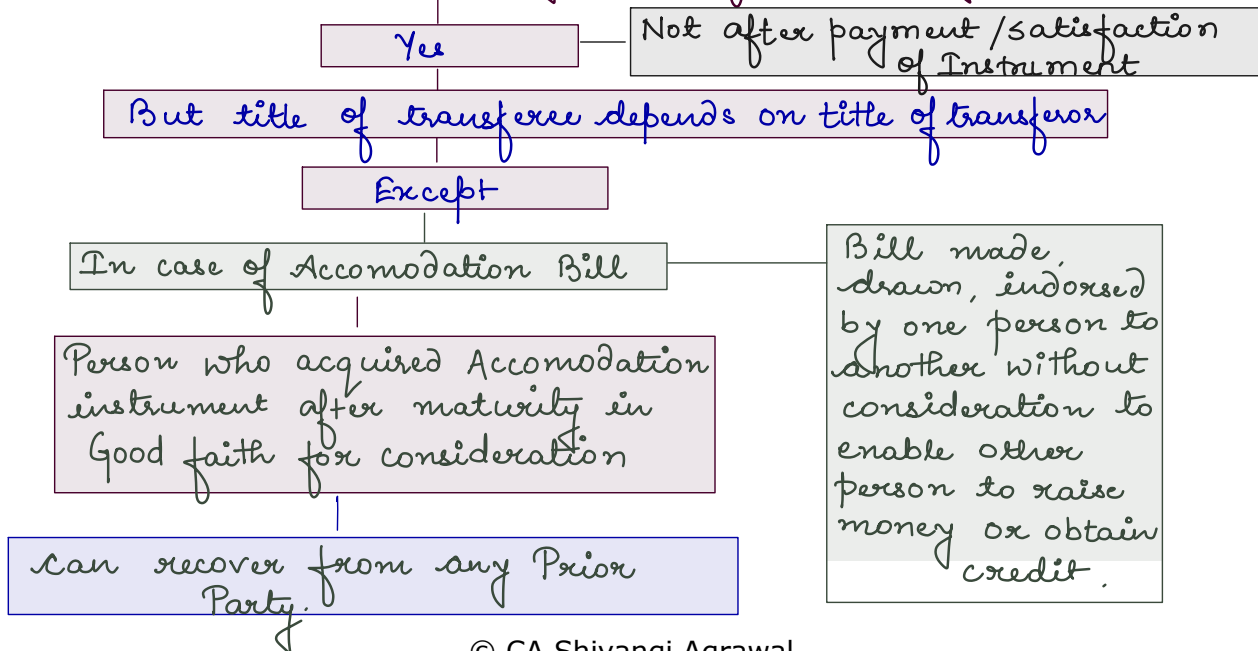 Yes
Not after payment /satisfaction
of Instrument
But title of transferee depends on title of transferor
Except
In case of Accomodation Bill
Bill made,
drawn, indorsed
by one person to
another without
consideration to
enable other
person to raise
money or obtain
credit.
Person who acquired Accomodation
instrument after maturity in
Good faith for consideration
can recover from any Prior
Party.
© CA Shivangi Agrawal